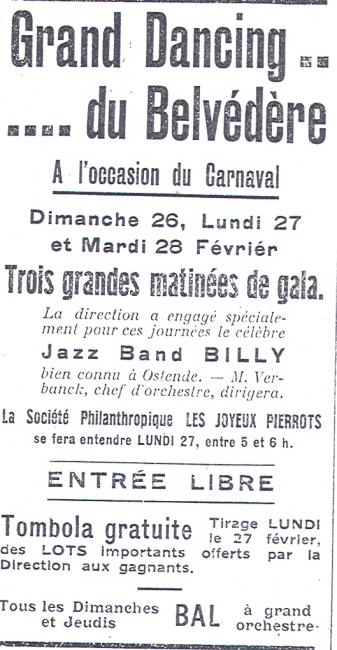 Grand Dancing ..
.... du Belvédère
A l'occasion du Carnaval
Dimanche 26, Lundi 27
et Mardi 28 Févriér
Trois grandes matinées de gala.
La direction a engagé spéciale-
ment pour ces journées le célèbre
Jazz Band BILLY
bien connu à Ostende. — M. Ver-
banck, chef d'orchestre, dirigera.
La Société Philanthropique LES JOYEUX PIERROTS
se fera entendre LUNDI 27, entre 5 et 6 h.
ENTRÉE LIBRE
Tombola gratuite Tirage LUNDI
le 27 février,
des LOTS importants offerts par la
Direction aux gagnants.
Tous les Dimanches
et Jeudis
BAL
à grand
orchestre.